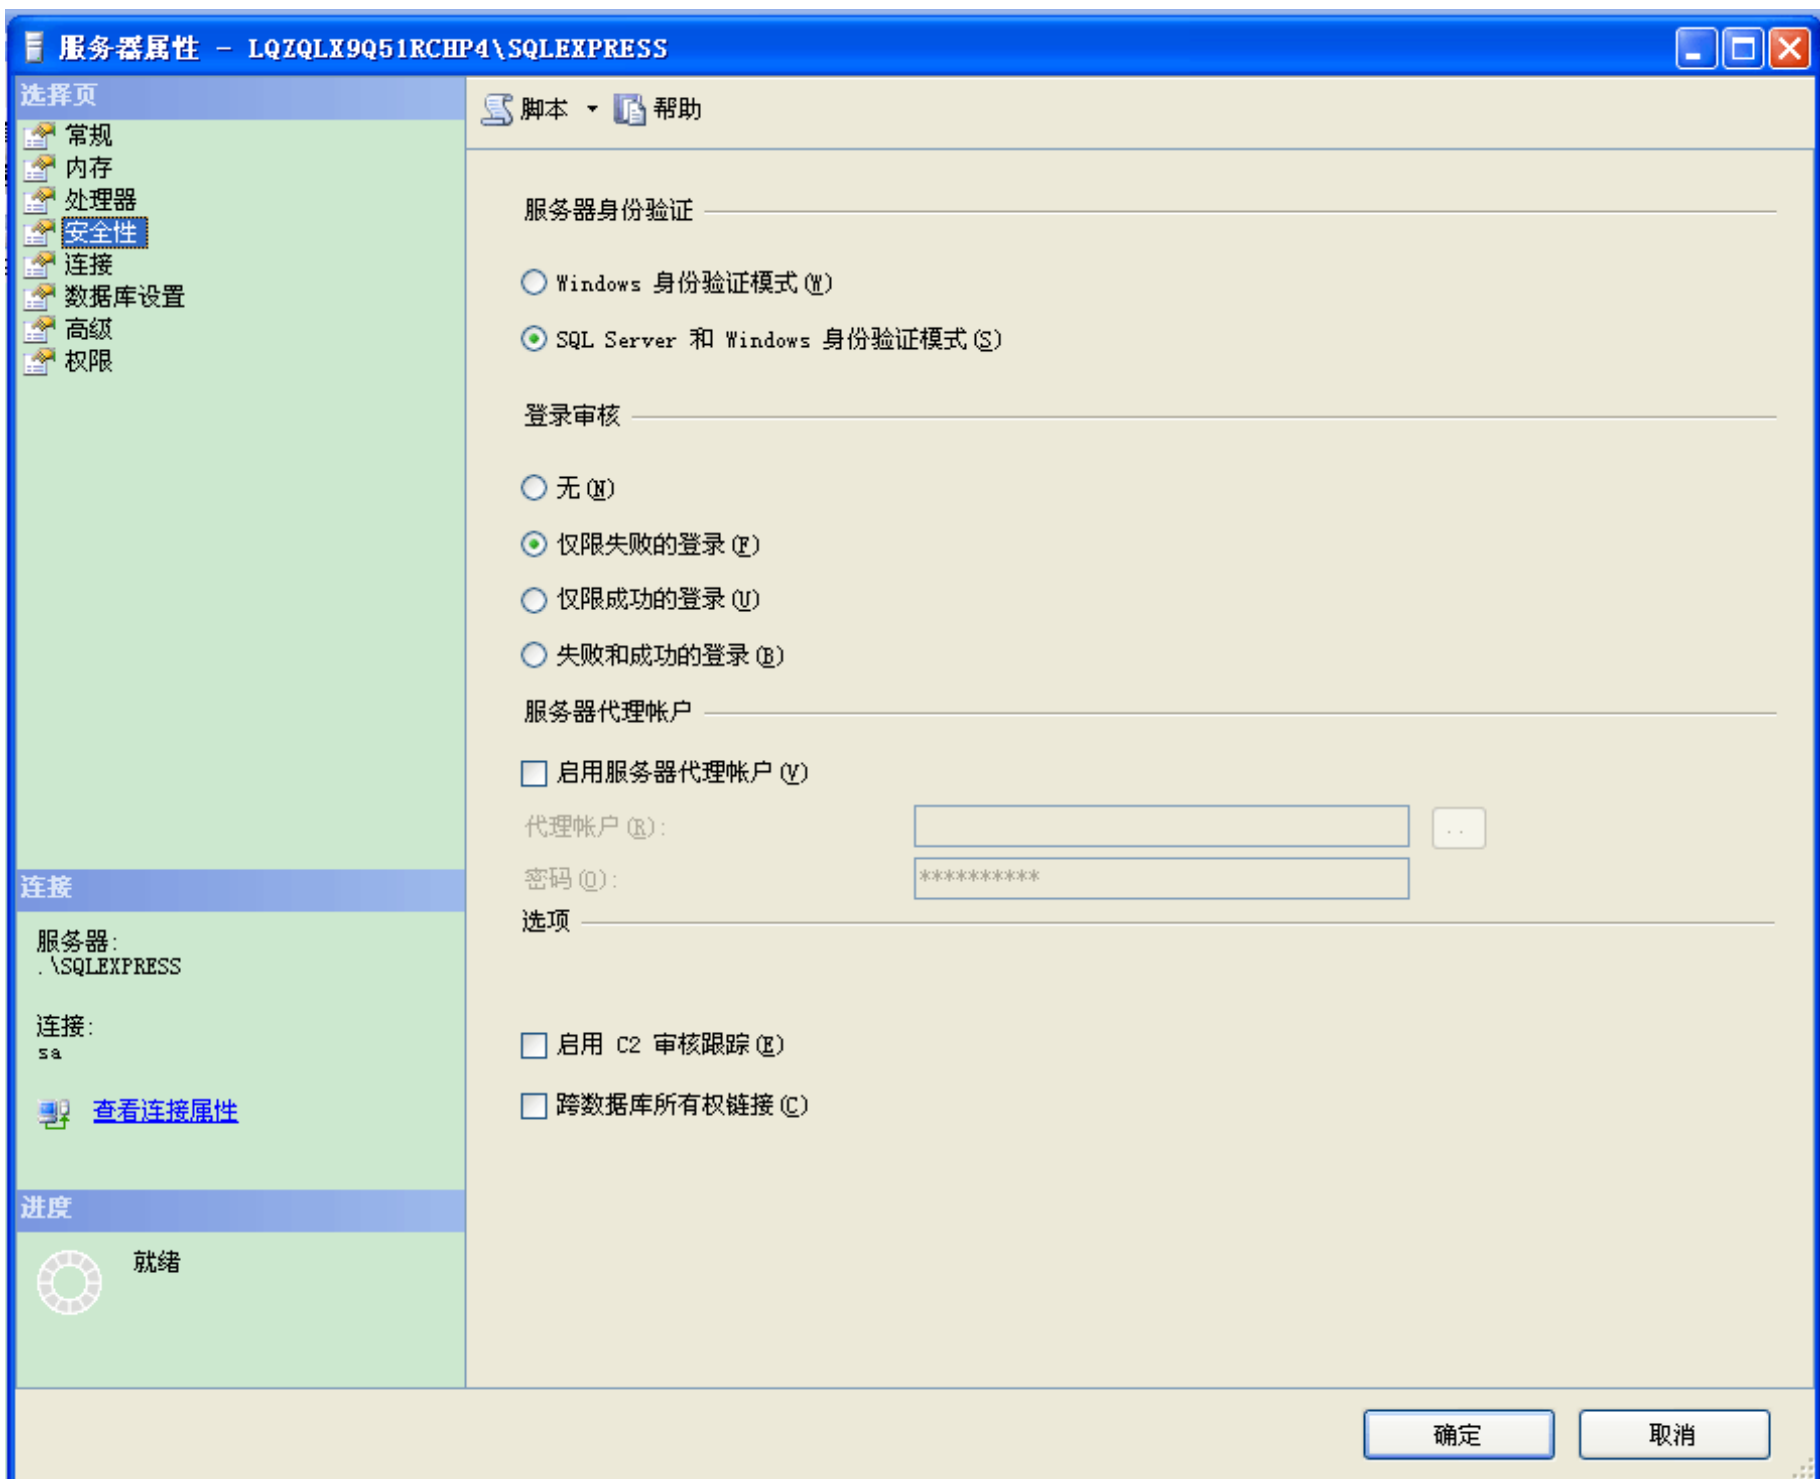 服务器属性 - LQZQLX9Q51RCHP4\SQLEXPRESS
选择页
常规
内存
处理器
安全性
连接
数据库设置
高级
权限
脚本
帮助
服务器身份验证
Windows 身份验证模式(W)
SQL Server 和 Windows 身份验证模式(S)
登录审核
无(N)
仅限失败的登录(F)
仅限成功的登录(U)
失败和成功的登录(B)
服务器代理帐户
启用服务器代理帐户(V)
代理帐户(R):
..
密码(O):
**********
选项
启用 C2 审核跟踪(E)
跨数据库所有权链接(C)
连接
服务器:
.\SQLEXPRESS
连接:
sa
查看连接属性
进度
就绪
确定
取消